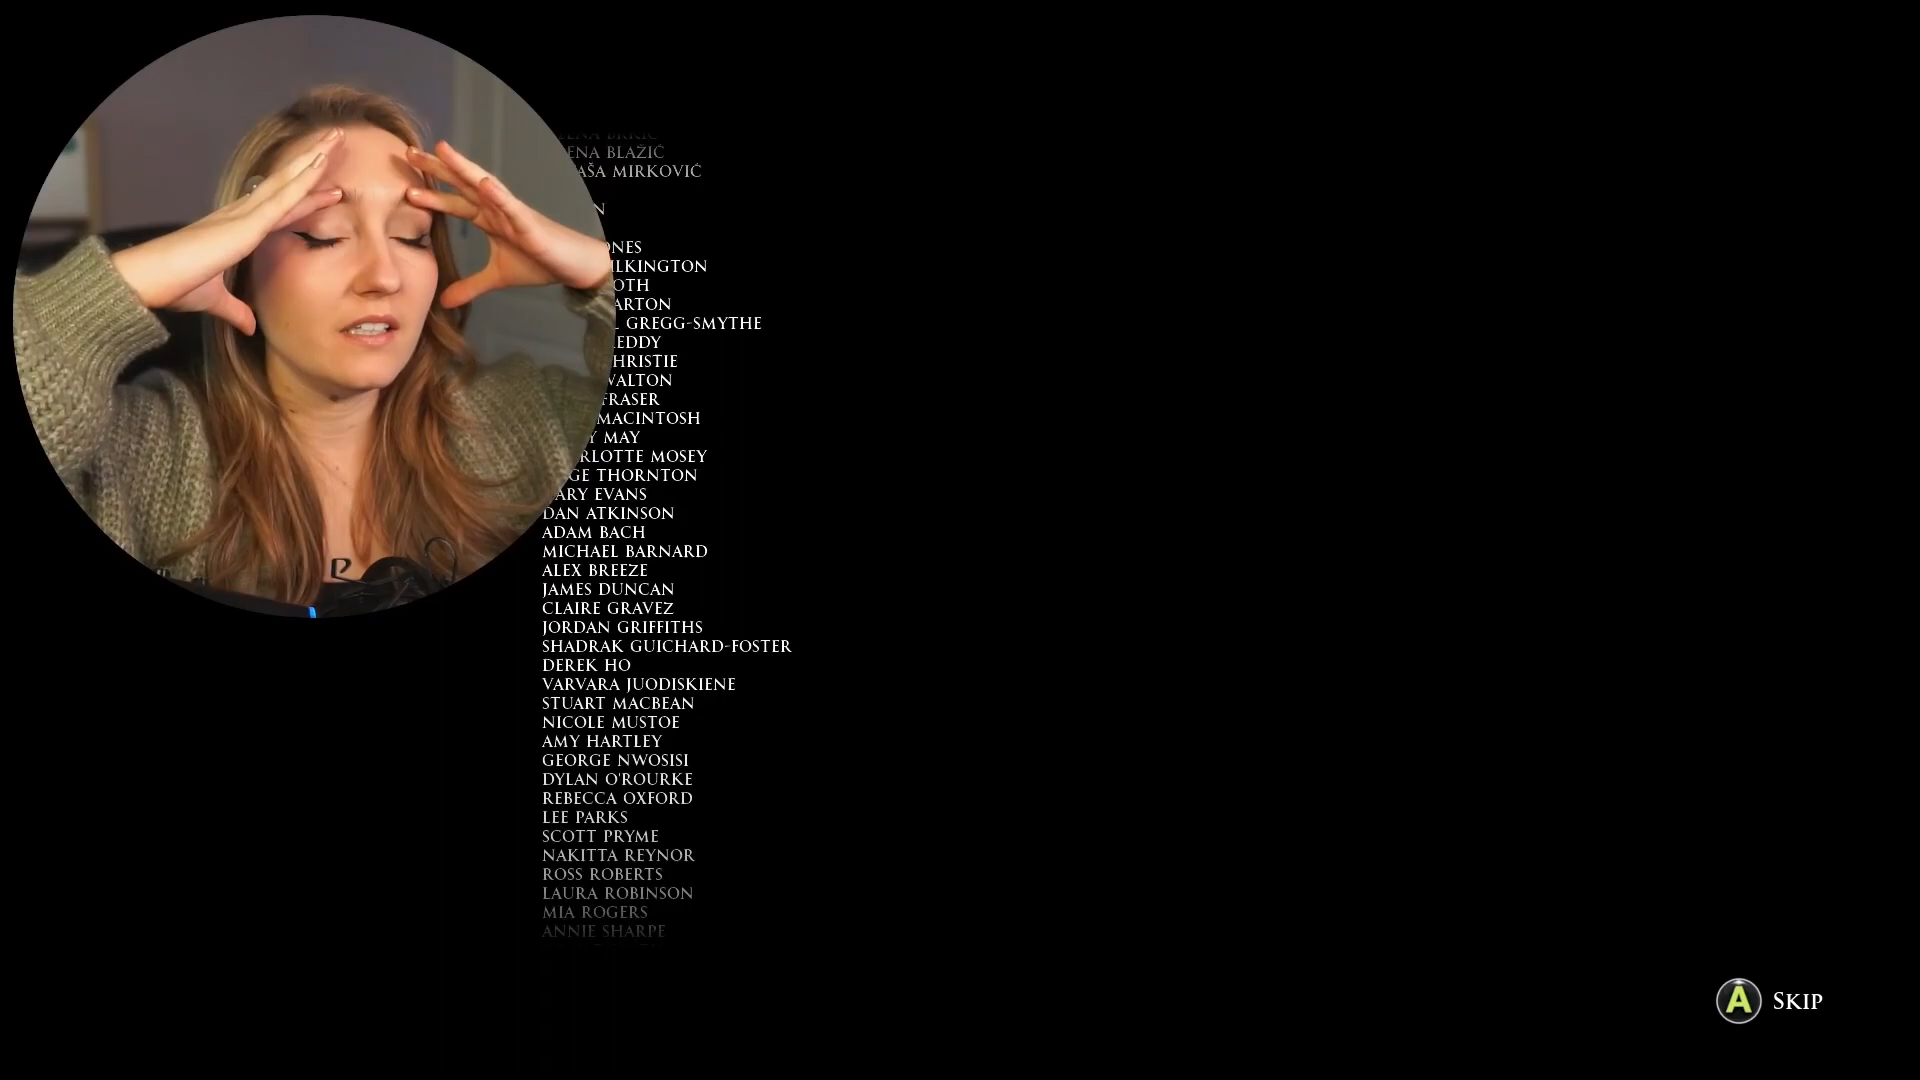 ENA BLAŽIĆ
AŠA MIRKOVIĆ
N
ONES
ILKINGTON
OTH
ARTON
L GREGG-SMYTHE
EDDY
HRISTIE
WALTON
FRASER
MACINTOSH
Y MAY
RLOTTE MOSEY
GE THORNTON
ARY EVANS
DAN ATKINSON
ADAM BACH
MICHAEL BARNARD
ALEX BREEZE
JAMES DUNCAN
CLAIRE GRAVEZ
JORDAN GRIFFITHS
SHADRAK GUICHARD-FOSTER
DEREK HO
VARVARA JUODISKIENE
STUART MACBEAN
NICOLE MUSTOE
AMY HARTLEY
GEORGE NWOSISI
DYLAN O'ROURKE
REBECCA OXFORD
LEE PARKS
SCOTT PRYME
NAKITTA REYNOR
ROSS ROBERTS
LAURA ROBINSON
MIA ROGERS
ANNIE SHARPE
A SKIP